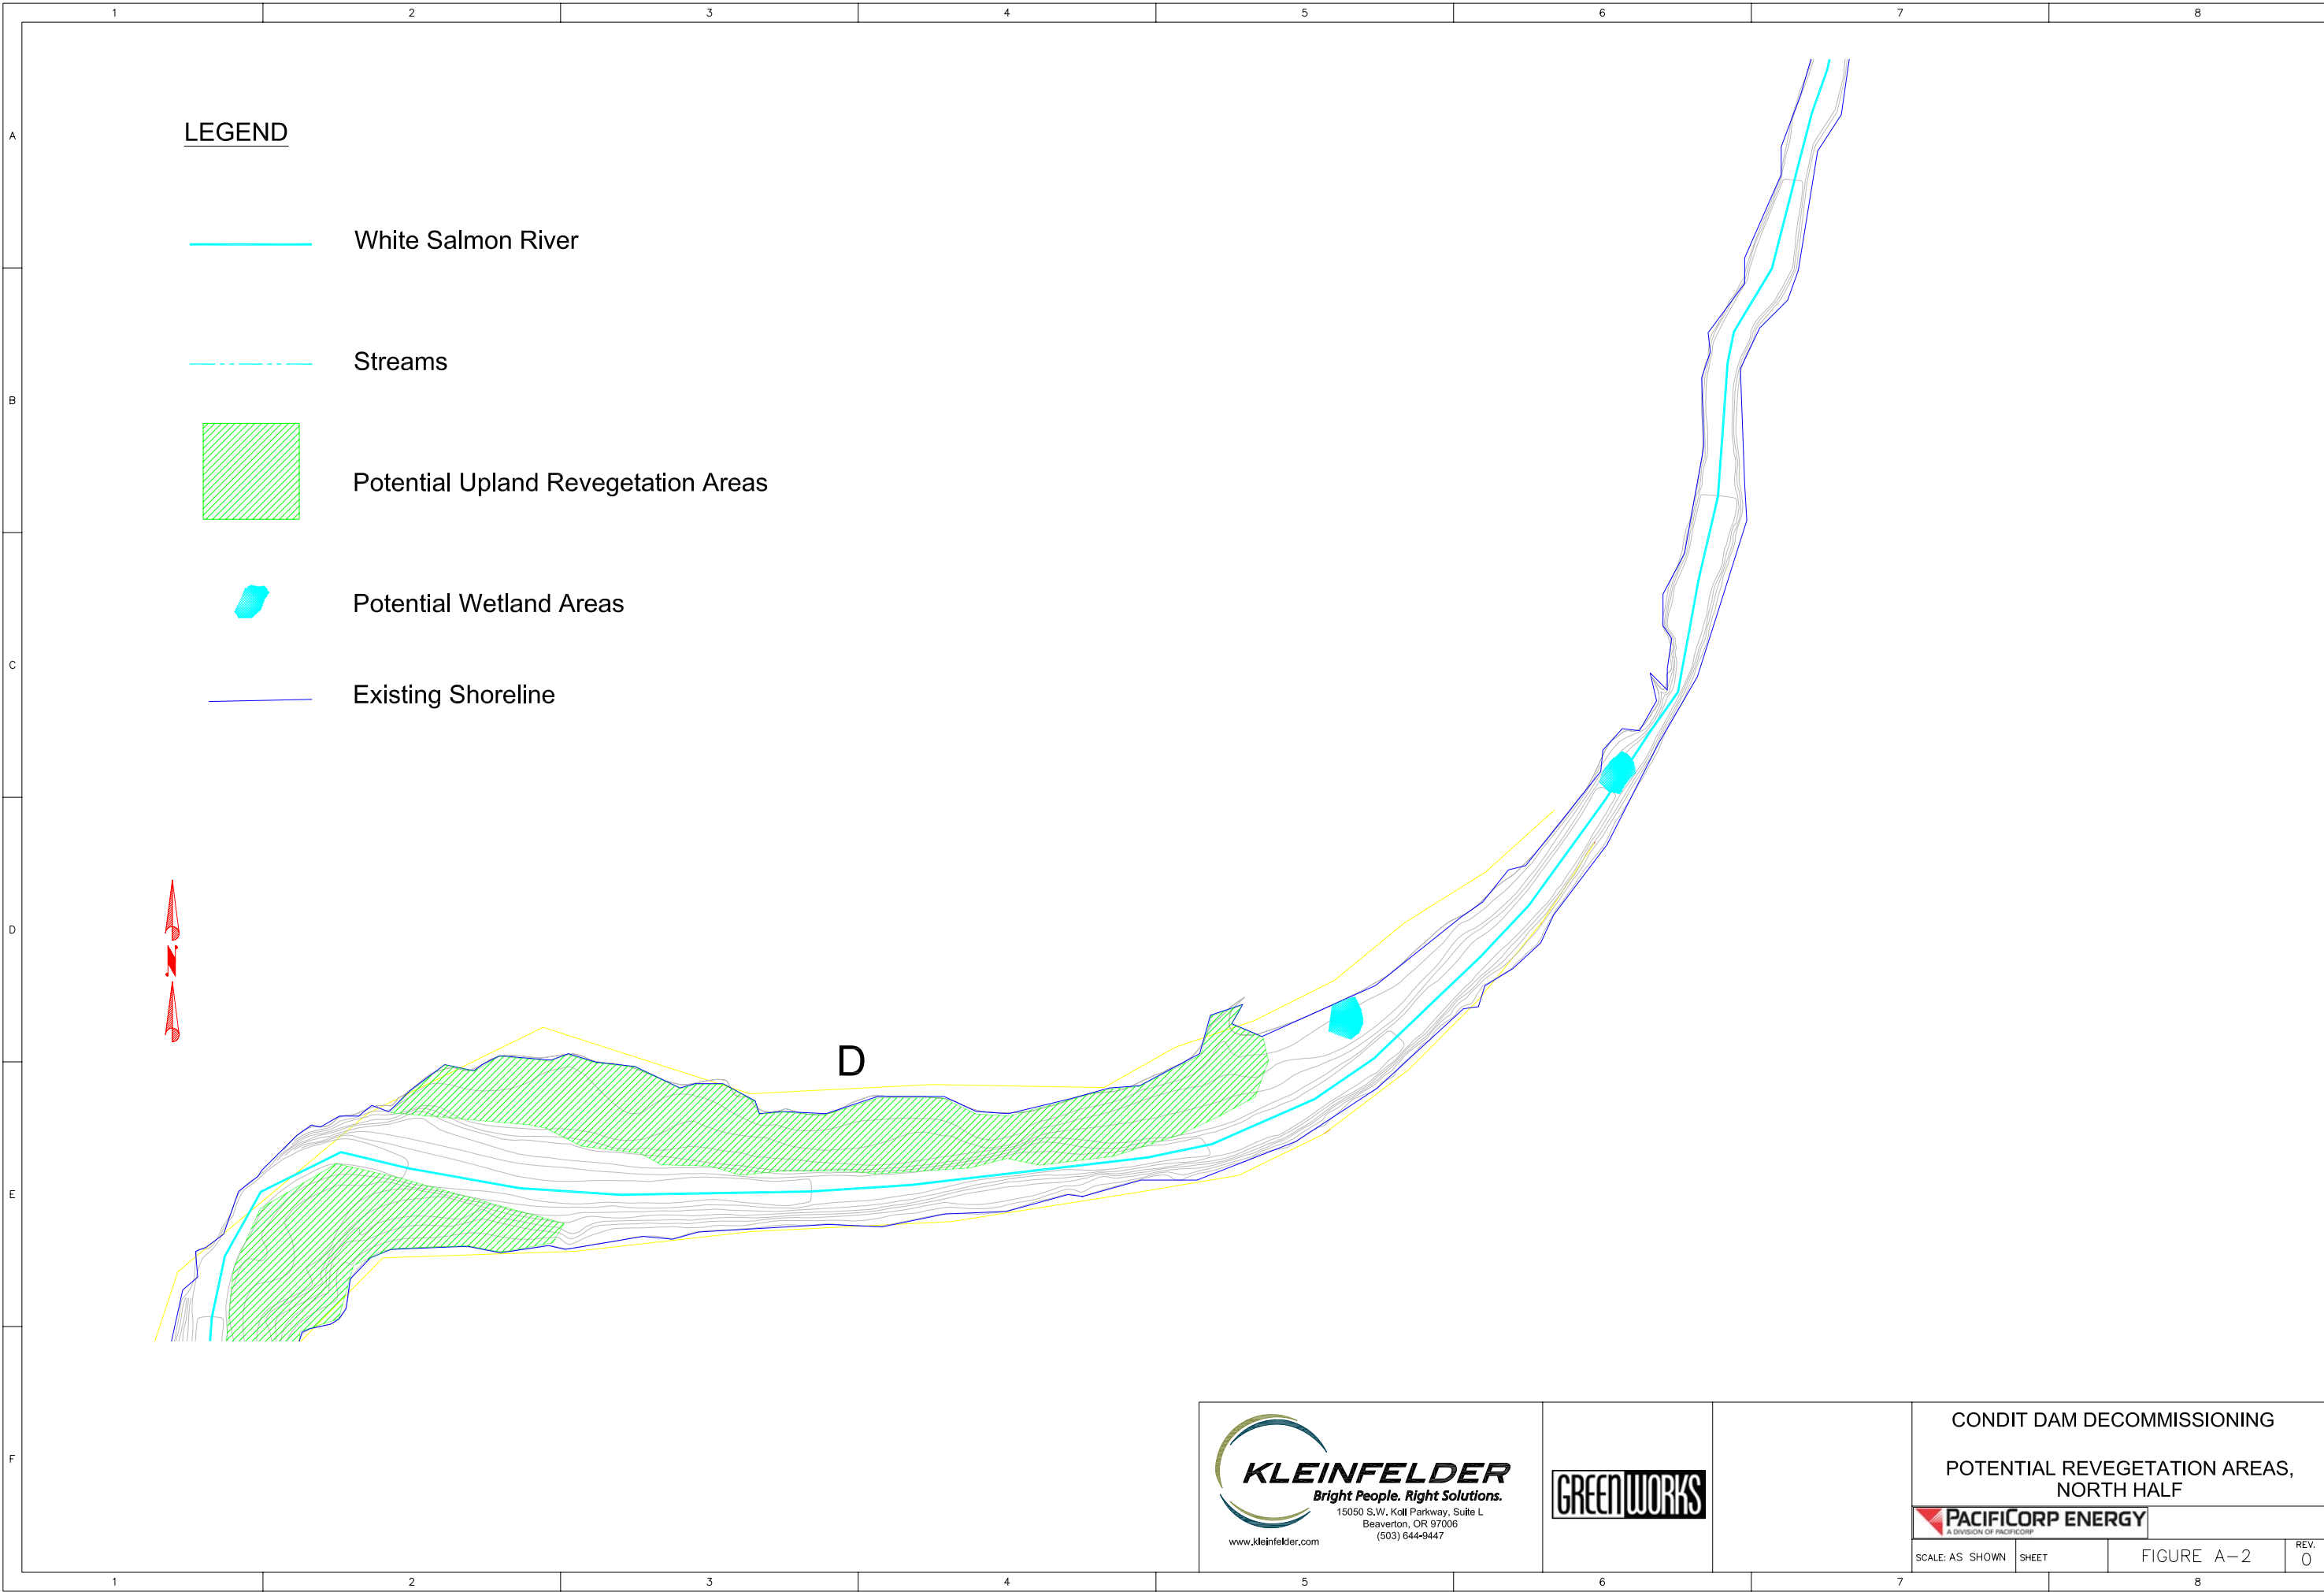 1 2 3 4 5 6 7 8
A
B
C
D
E
F
LEGEND
White Salmon River
Streams
Potential Upland Revegetation Areas
Potential Wetland Areas
Existing Shoreline
N
D
KLEINFELDER
Bright People. Right Solutions.
15050 S.W. Koll Parkway, Suite L
Beaverton, OR 97006
(503) 644-9447
www.kleinfelder.com
GREENWORKS
CONDIT DAM DECOMMISSIONING
POTENTIAL REVEGETATION AREAS,
NORTH HALF
PACIFICORP ENERGY
A DIVISION OF PACIFICORP
SCALE: AS SHOWN SHEET FIGURE A-2 REV. 0
1 2 3 4 5 6 7 8